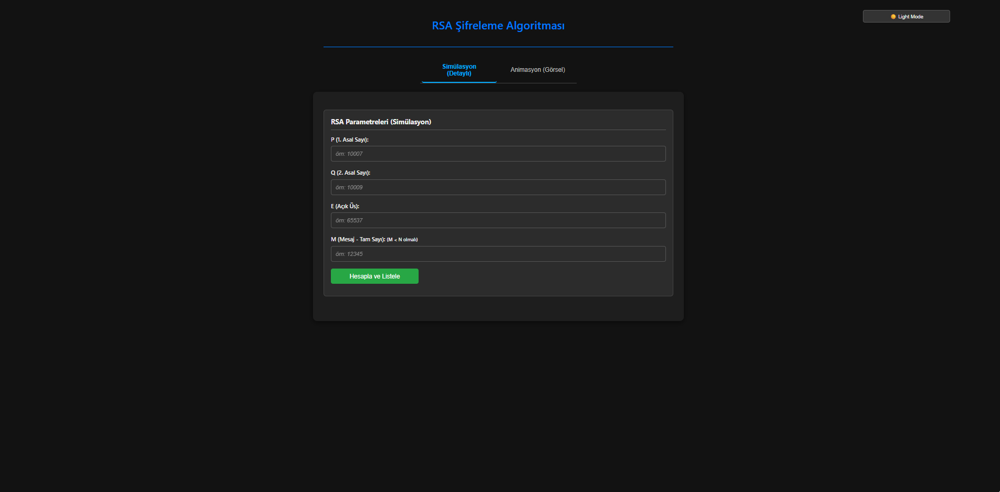 RSA Şifreleme Algoritması
Light Mode
Simülasyon
(Detaylı)
Animasyon (Görsel)
RSA Parametreleri (Simülasyon)
P (1. Asal Sayı):
örn: 10007
Q (2. Asal Sayı):
örn: 10009
E (Açık Üs):
örn: 65537
M (Mesaj - Tam Sayı): (M < N olmalı)
örn: 12345
Hesapla ve Listele